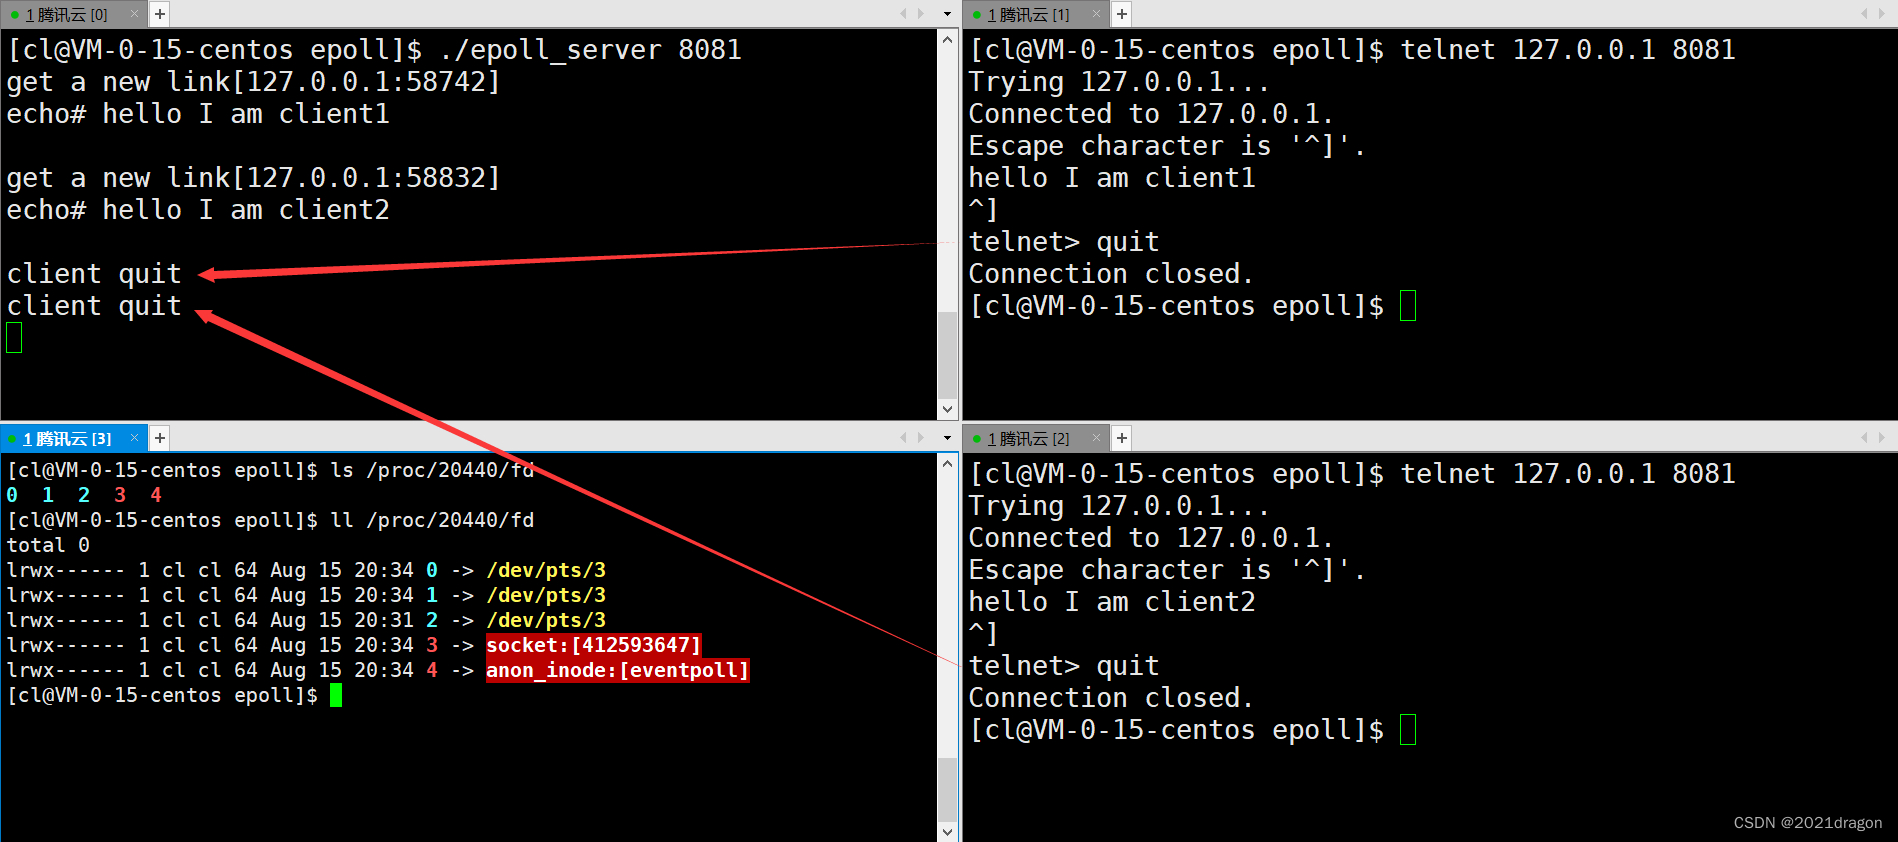 1 腾讯云 [0]
[cl@VM-0-15-centos epoll]$ ./epoll_server 8081
get a new link[127.0.0.1:58742]
echo# hello I am client1
get a new link[127.0.0.1:58832]
echo# hello I am client2
client quit
client quit
1 腾讯云 [1]
[cl@VM-0-15-centos epoll]$ telnet 127.0.0.1 8081
Trying 127.0.0.1...
Connected to 127.0.0.1.
Escape character is '^]'.
hello I am client1
^]
telnet> quit
Connection closed.
[cl@VM-0-15-centos epoll]$
1 腾讯云 [3]
[cl@VM-0-15-centos epoll]$ ls /proc/20440/fd
0 1 2 3 4
[cl@VM-0-15-centos epoll]$ ll /proc/20440/fd
total 0
lrwx------ 1 cl cl 64 Aug 15 20:34 0 -> /dev/pts/3
lrwx------ 1 cl cl 64 Aug 15 20:34 1 -> /dev/pts/3
lrwx------ 1 cl cl 64 Aug 15 20:31 2 -> /dev/pts/3
lrwx------ 1 cl cl 64 Aug 15 20:34 3 -> socket:[412593647]
lrwx------ 1 cl cl 64 Aug 15 20:34 4 -> anon_inode:[eventpoll]
[cl@VM-0-15-centos epoll]$
1 腾讯云 [2]
[cl@VM-0-15-centos epoll]$ telnet 127.0.0.1 8081
Trying 127.0.0.1...
Connected to 127.0.0.1.
Escape character is '^]'.
hello I am client2
^]
telnet> quit
Connection closed.
[cl@VM-0-15-centos epoll]$
CSDN @2021dragon